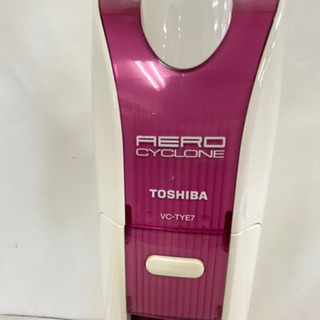 AERO
CYCLONE
TOSHIBA
VC-TYE7